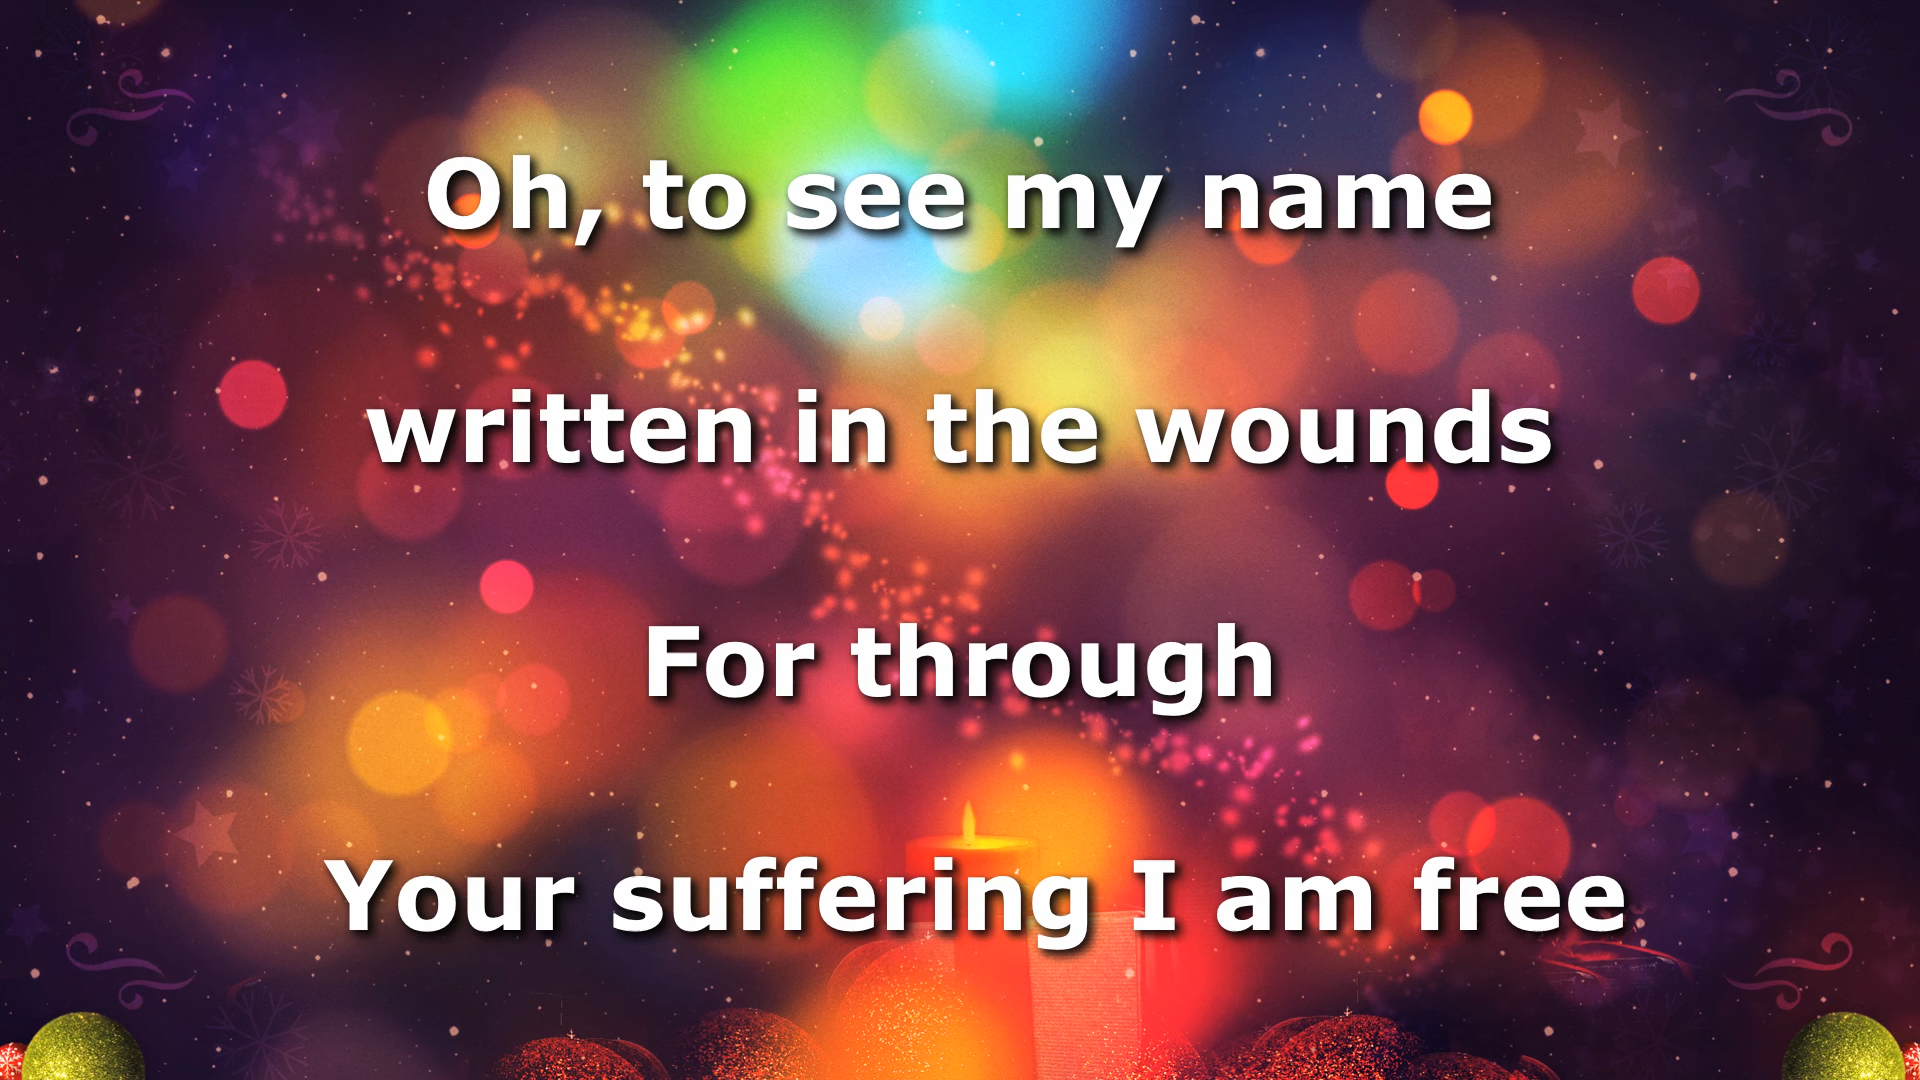 Oh, to see my name
written in the wounds
For through
Your suffering I am free